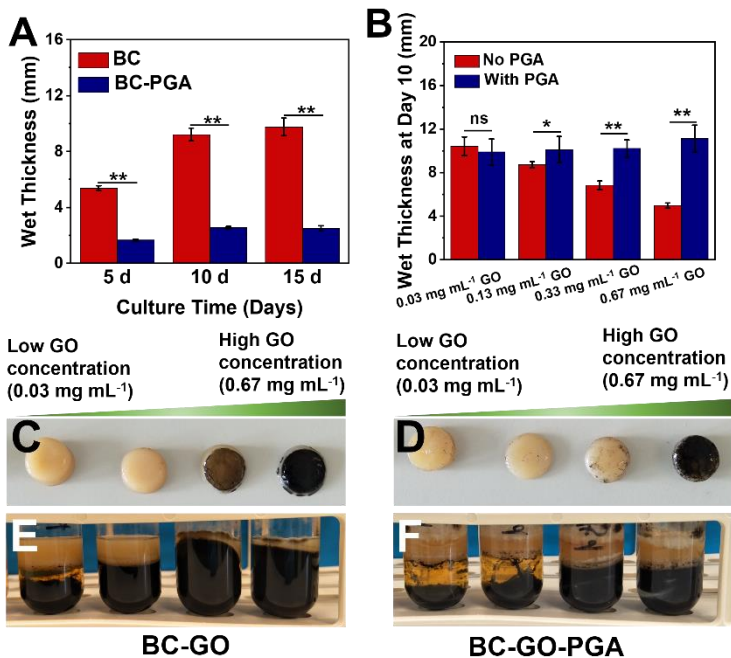 A
16
12
8
4
0
Wet Thickness (mm)
BC
BC-PGA
**
**
**
5 d
10 d
15 d
Culture Time (Days)
B
20
16
12
8
4
0
Wet Thickness at Day 10 (mm)
No PGA
With PGA
ns
*
**
**
0.03 mg mL⁻¹ GO
0.13 mg mL⁻¹ GO
0.33 mg mL⁻¹ GO
0.67 mg mL⁻¹ GO
Low GO
concentration
(0.03 mg mL⁻¹)
High GO
concentration
(0.67 mg mL⁻¹)
Low GO
concentration
(0.03 mg mL⁻¹)
High GO
concentration
(0.67 mg mL⁻¹)
C
D
E
F
BC-GO
BC-GO-PGA